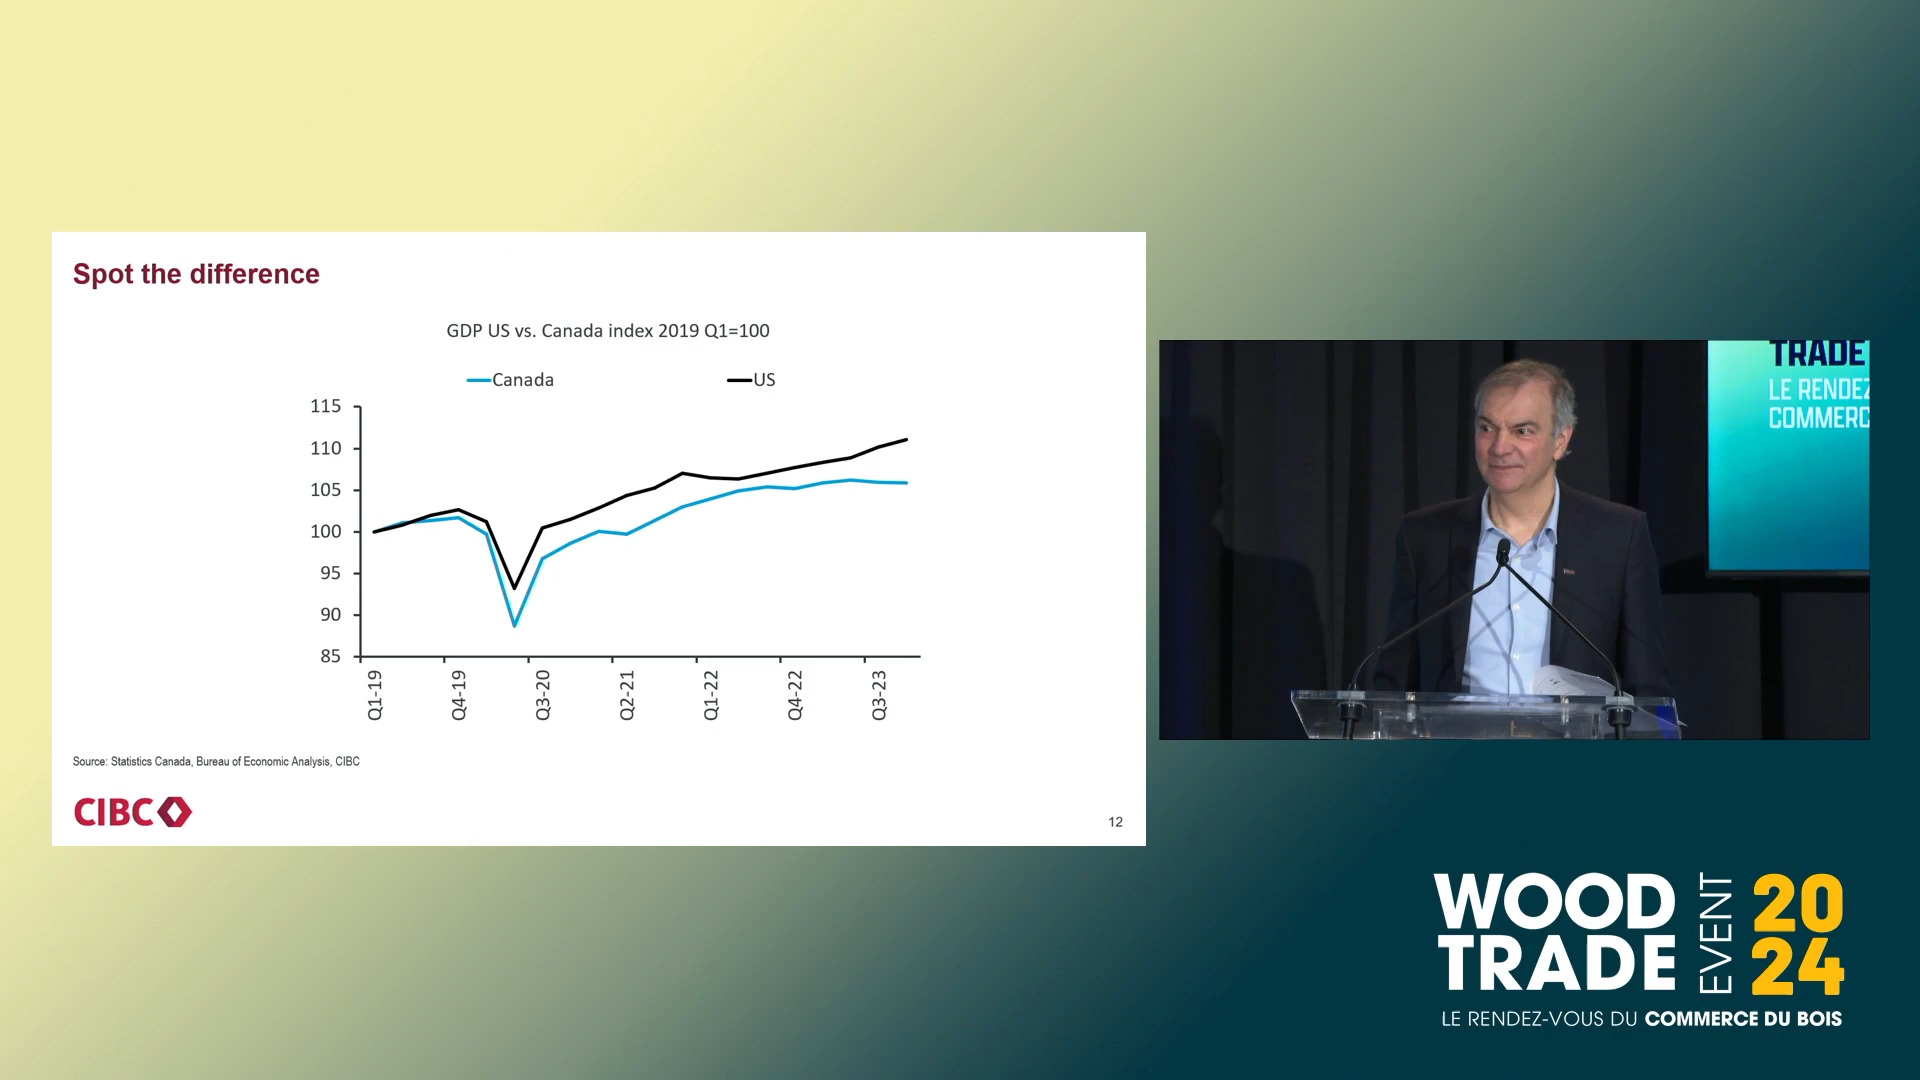 Spot the difference
GDP US vs. Canada index 2019 Q1=100
Canada
US
115
110
105
100
95
90
85
Q1-19
Q4-19
Q3-20
Q2-21
Q1-22
Q4-22
Q3-23
Source: Statistics Canada, Bureau of Economic Analysis, CIBC
CIBC
12
TRADE
LE RENDEZ
COMMERC
WOOD
TRADE
EVENT
20
24
LE RENDEZ-VOUS DU COMMERCE DU BOIS